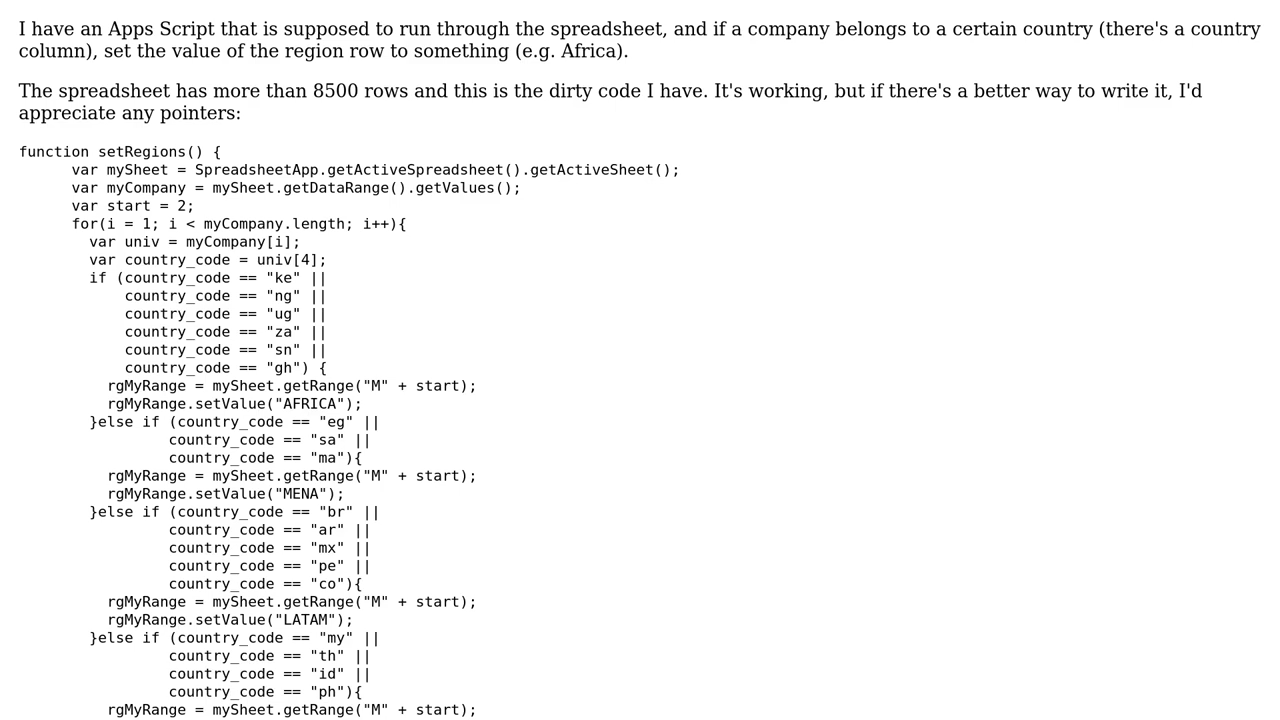 I have an Apps Script that is supposed to run through the spreadsheet, and if a company belongs to a certain country (there's a country
column), set the value of the region row to something (e.g. Africa).
The spreadsheet has more than 8500 rows and this is the dirty code I have. It's working, but if there's a better way to write it, I'd
appreciate any pointers:
function setRegions() {
      var mySheet = SpreadsheetApp.getActiveSpreadsheet().getActiveSheet();
      var myCompany = mySheet.getDataRange().getValues();
      var start = 2;
      for(i = 1; i < myCompany.length; i++){
        var univ = myCompany[i];
        var country_code = univ[4];
        if (country_code == "ke" ||
            country_code == "ng" ||
            country_code == "ug" ||
            country_code == "za" ||
            country_code == "sn" ||
            country_code == "gh") {
          rgMyRange = mySheet.getRange("M" + start);
          rgMyRange.setValue("AFRICA");
        }else if (country_code == "eg" ||
                 country_code == "sa" ||
                 country_code == "ma"){
          rgMyRange = mySheet.getRange("M" + start);
          rgMyRange.setValue("MENA");
        }else if (country_code == "br" ||
                 country_code == "ar" ||
                 country_code == "mx" ||
                 country_code == "pe" ||
                 country_code == "co"){
          rgMyRange = mySheet.getRange("M" + start);
          rgMyRange.setValue("LATAM");
        }else if (country_code == "my" ||
                 country_code == "th" ||
                 country_code == "id" ||
                 country_code == "ph"){
          rgMyRange = mySheet.getRange("M" + start);